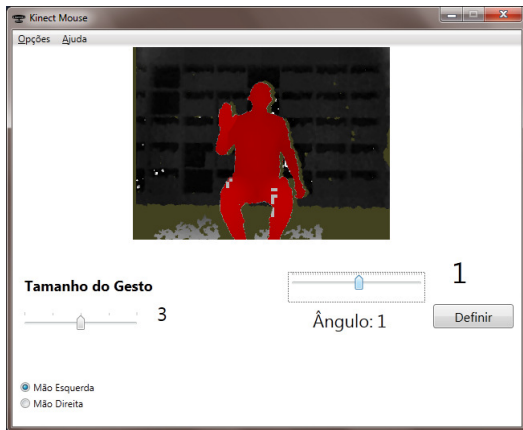 Kinect Mouse
Opções Ajuda
1
Tamanho do Gesto
3
Ângulo: 1
Definir
Mão Esquerda
Mão Direita